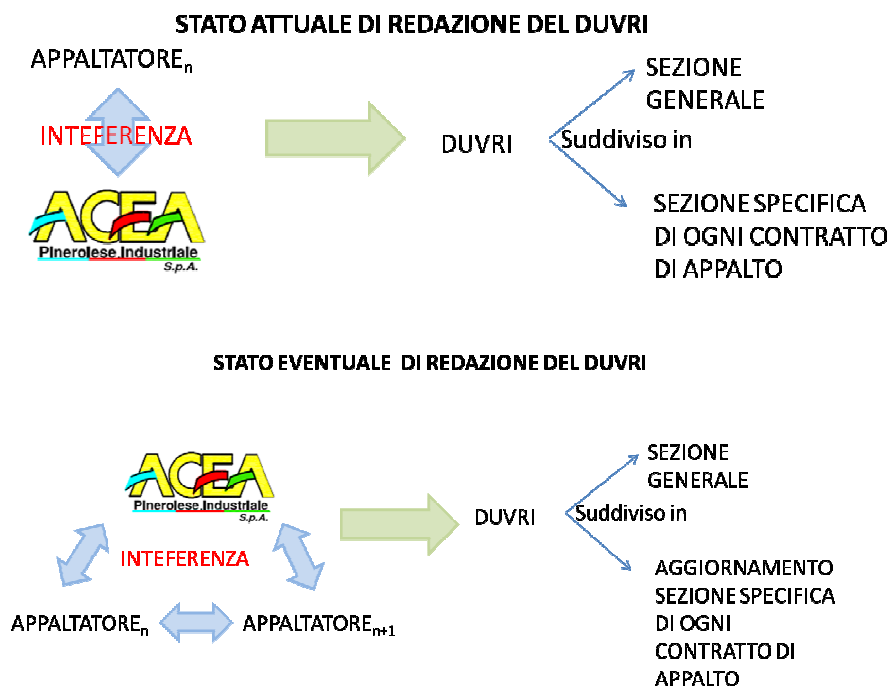 STATO ATTUALE DI REDAZIONE DEL DUVRI
APPALTATOREn
INTEFERENZA
ACEA
Pinerolese.Industriale
S.p.A.
DUVRI
Suddiviso in
SEZIONE
GENERALE
SEZIONE SPECIFICA
DI OGNI CONTRATTO
DI APPALTO
STATO EVENTUALE DI REDAZIONE DEL DUVRI
ACEA
Pinerolese.Industriale
S.p.A.
INTEFERENZA
APPALTATOREn
APPALTATOREn+1
DUVRI
Suddiviso in
SEZIONE
GENERALE
AGGIORNAMENTO
SEZIONE SPECIFICA
DI OGNI
CONTRATTO DI
APPALTO